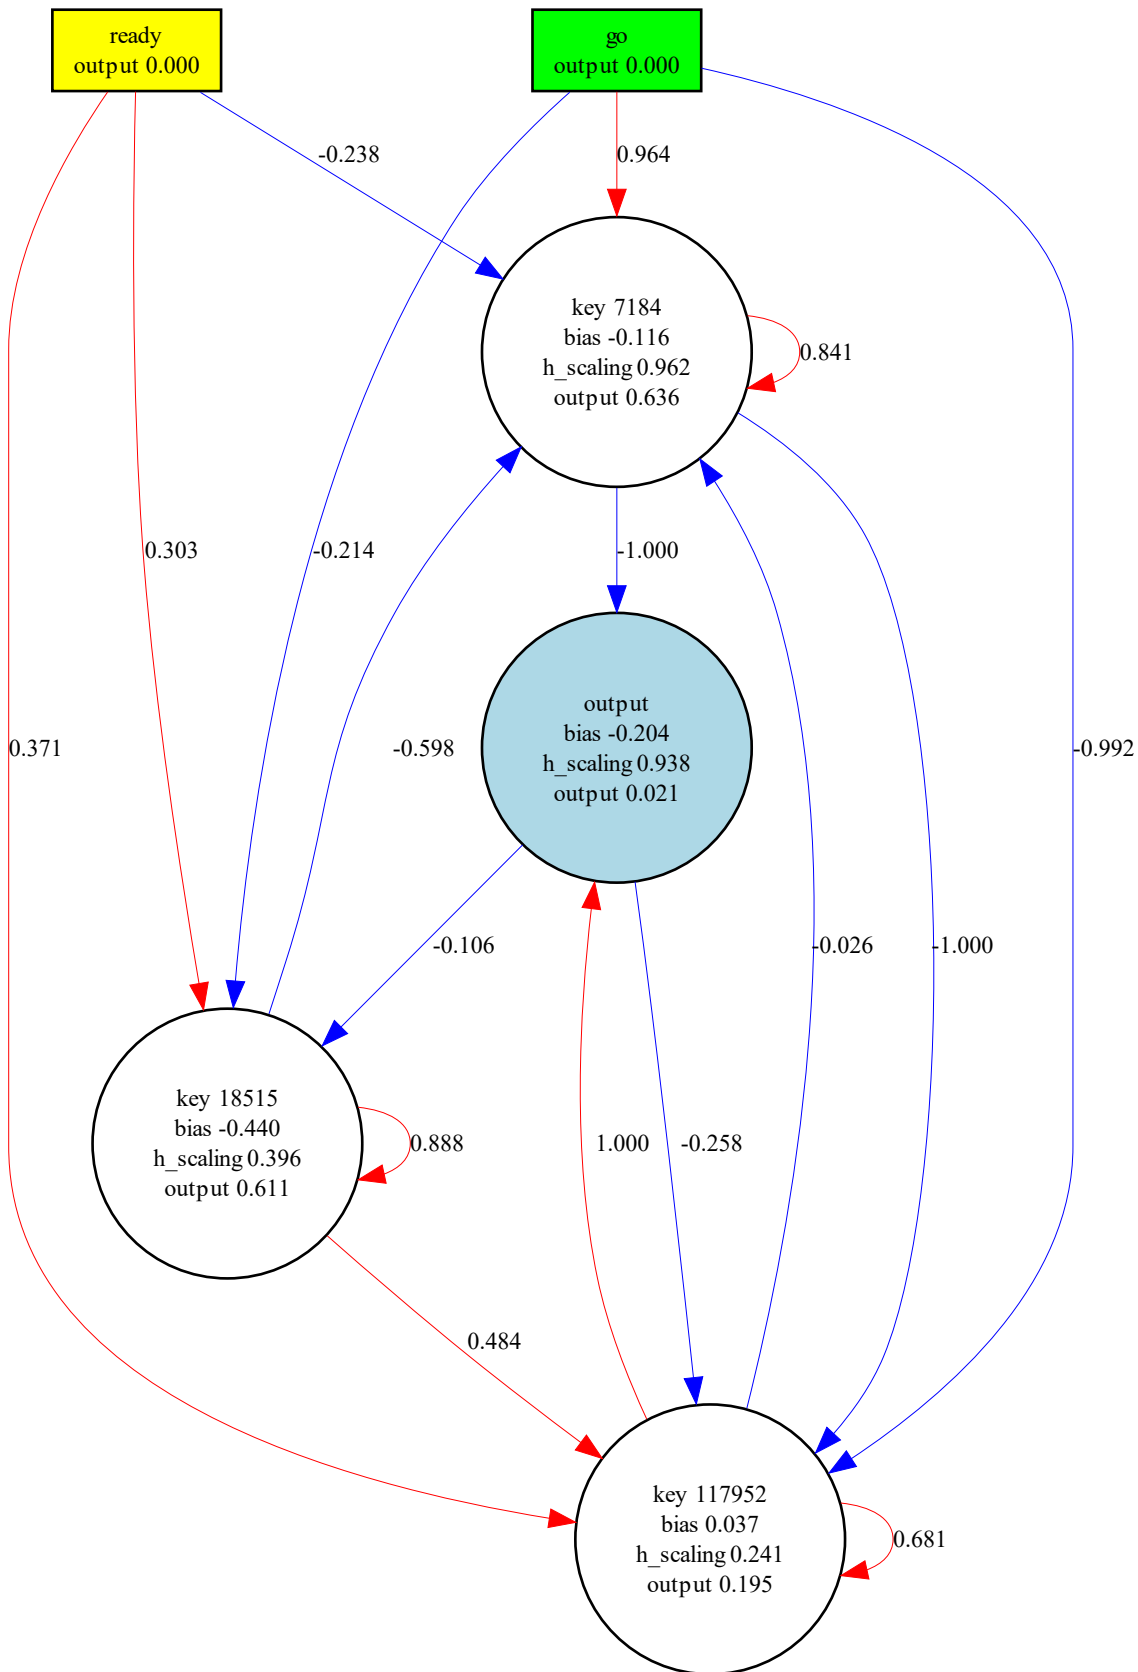 ready
output 0.000
go
output 0.000
-0.238
0.964
key 7184
bias -0.116
h_scaling 0.962
output 0.636
0.841
0.303
-0.214
-1.000
output
bias -0.204
h_scaling 0.938
output 0.021
0.371
-0.598
-0.992
-0.106
-0.026
-1.000
key 18515
bias -0.440
h_scaling 0.396
output 0.611
0.888
1.000
-0.258
0.484
key 117952
bias 0.037
h_scaling 0.241
output 0.195
0.681